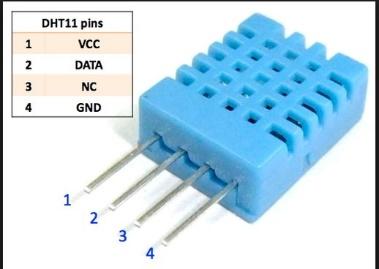 DHT11 pins
1 VCC
2 DATA
3 NC
4 GND
1
2
3
4